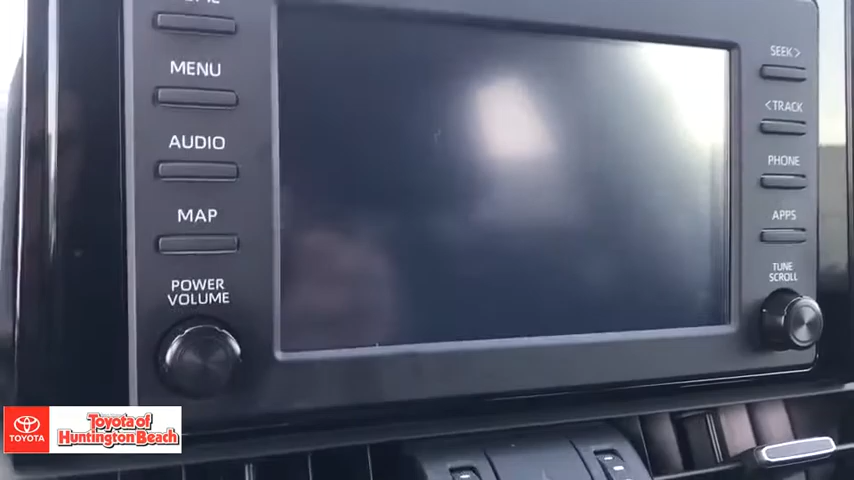 MENU
AUDIO
MAP
POWER
VOLUME
SEEK>
<TRACK
PHONE
APPS
TUNE
SCROLL
TOYOTA
Toyota of
Huntington Beach